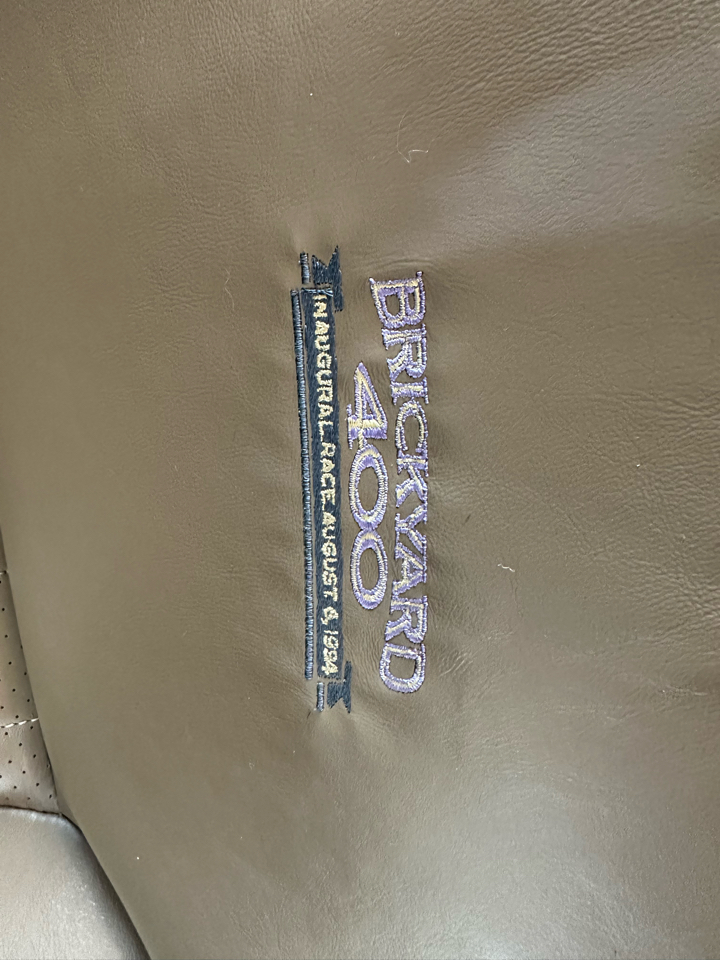 BRICKYARD
400
INAUGURAL RACE AUGUST 6, 1994